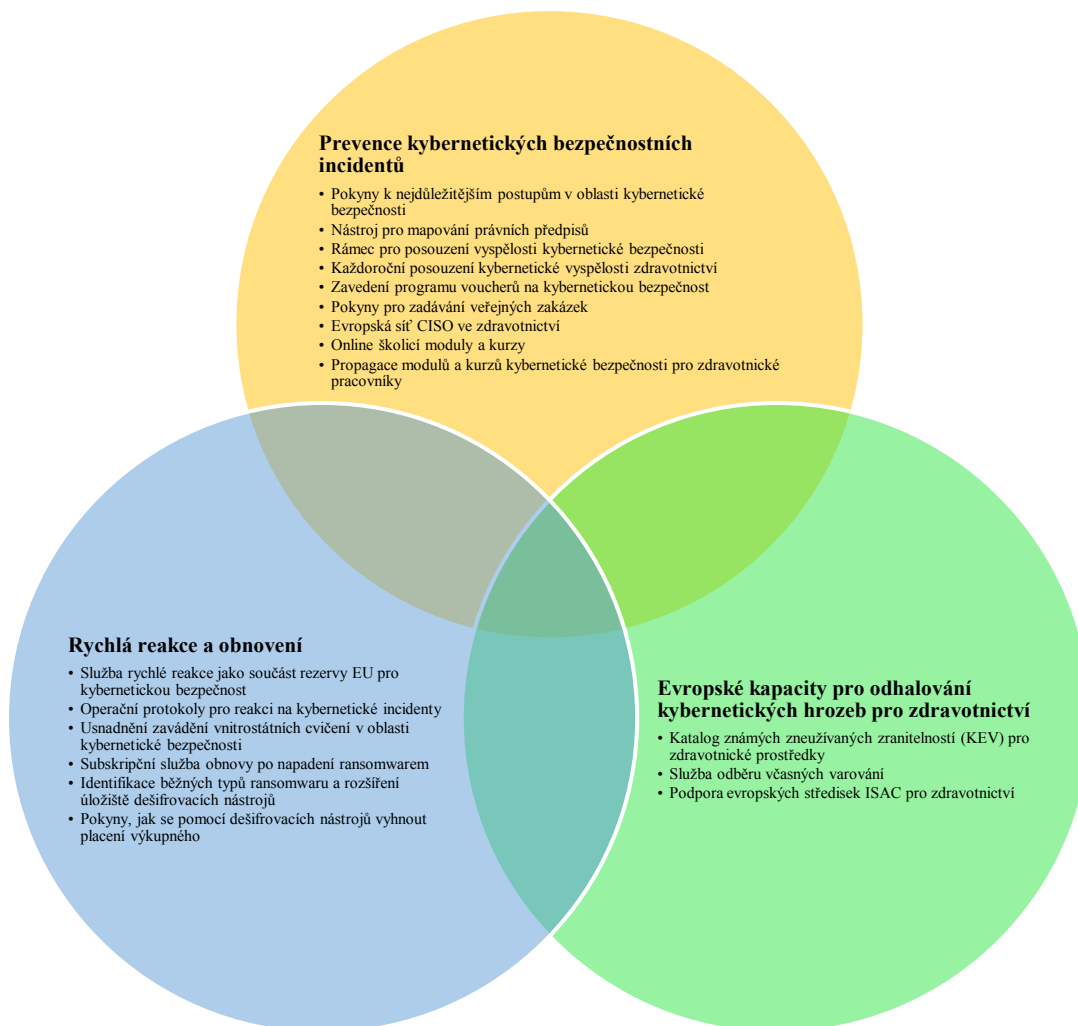 Prevence kybernetických bezpečnostních
incidentů
• Pokyny k nejdůležitějším postupům v oblasti kybernetické
bezpečnosti
• Nástroj pro mapování právních předpisů
• Rámec pro posouzení vyspělosti kybernetické bezpečnosti
• Každoroční posouzení kybernetické vyspělosti zdravotnictví
• Zavedení programu voucherů na kybernetickou bezpečnost
• Pokyny pro zadávání veřejných zakázek
• Evropská síť CISO ve zdravotnictví
• Online školicí moduly a kurzy
• Propagace modulů a kurzů kybernetické bezpečnosti pro zdravotnické
pracovníky
Rychlá reakce a obnovení
• Služba rychlé reakce jako součást rezervy EU pro
kybernetickou bezpečnost
• Operační protokoly pro reakci na kybernetické incidenty
• Usnadnění zavádění vnitrostátních cvičení v oblasti
kybernetické bezpečnosti
• Subskripční služba obnovy po napadení ransomwarem
• Identifikace běžných typů ransomwaru a rozšíření
úložiště dešifrovacích nástrojů
• Pokyny, jak se pomocí dešifrovacích nástrojů vyhnout
placení výkupného
Evropské kapacity pro odhalování
kybernetických hrozeb pro zdravotnictví
• Katalog známých zneužívaných zranitelností (KEV) pro
zdravotnické prostředky
• Služba odběru včasných varování
• Podpora evropských středisek ISAC pro zdravotnictví